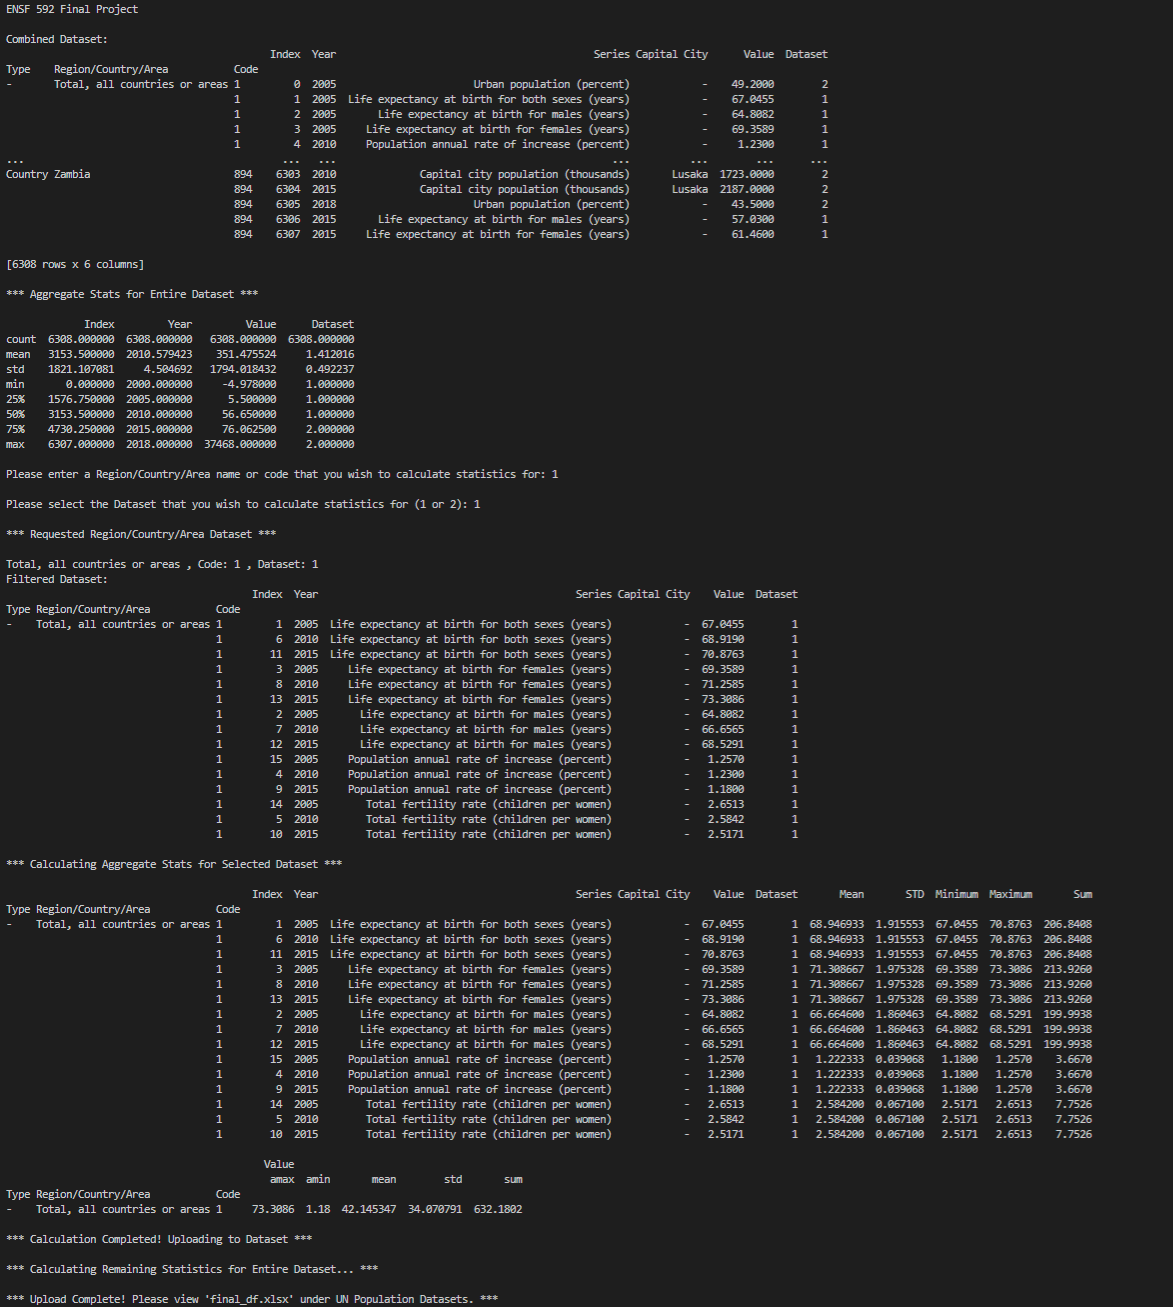 ENSF 592 Final Project
Combined Dataset:
Index Year Series Capital City Value Dataset
Type Region/Country/Area Code
- Total, all countries or areas 1 0 2005 Urban population (percent) - 49.2000 2
1 1 2005 Life expectancy at birth for both sexes (years) - 67.0455 1
1 2 2005 Life expectancy at birth for males (years) - 64.8082 1
1 3 2005 Life expectancy at birth for females (years) - 69.3589 1
1 4 2010 Population annual rate of increase (percent) - 1.2300 1
... ... ... ... ... ... ...
Country Zambia 894 6303 2010 Capital city population (thousands) Lusaka 1723.0000 2
894 6304 2015 Capital city population (thousands) Lusaka 2187.0000 2
894 6305 2018 Urban population (percent) - 43.5000 2
894 6306 2015 Life expectancy at birth for males (years) - 57.0300 1
894 6307 2015 Life expectancy at birth for females (years) - 61.4600 1
[6308 rows x 6 columns]
*** Aggregate Stats for Entire Dataset ***
Index Year Value Dataset
count 6308.000000 6308.000000 6308.000000 6308.000000
mean 3153.500000 2010.579423 351.475524 1.412016
std 1821.107081 4.504692 1794.018432 0.492237
min 0.000000 2000.000000 -4.978000 1.000000
25% 1576.750000 2005.000000 5.500000 1.000000
50% 3153.500000 2010.000000 56.650000 1.000000
75% 4730.250000 2015.000000 76.062500 2.000000
max 6307.000000 2018.000000 37468.000000 2.000000
Please enter a Region/Country/Area name or code that you wish to calculate statistics for: 1
Please select the Dataset that you wish to calculate statistics for (1 or 2): 1
*** Requested Region/Country/Area Dataset ***
Total, all countries or areas , Code: 1 , Dataset: 1
Filtered Dataset:
Index Year Series Capital City Value Dataset
Type Region/Country/Area Code
- Total, all countries or areas 1 1 2005 Life expectancy at birth for both sexes (years) - 67.0455 1
1 6 2010 Life expectancy at birth for both sexes (years) - 68.9190 1
1 11 2015 Life expectancy at birth for both sexes (years) - 70.8763 1
1 3 2005 Life expectancy at birth for females (years) - 69.3589 1
1 8 2010 Life expectancy at birth for females (years) - 71.2585 1
1 13 2015 Life expectancy at birth for females (years) - 73.3086 1
1 2 2005 Life expectancy at birth for males (years) - 64.8082 1
1 7 2010 Life expectancy at birth for males (years) - 66.6565 1
1 12 2015 Life expectancy at birth for males (years) - 68.5291 1
1 15 2005 Population annual rate of increase (percent) - 1.2570 1
1 4 2010 Population annual rate of increase (percent) - 1.2300 1
1 9 2015 Population annual rate of increase (percent) - 1.1800 1
1 14 2005 Total fertility rate (children per women) - 2.6513 1
1 5 2010 Total fertility rate (children per women) - 2.5842 1
1 10 2015 Total fertility rate (children per women) - 2.5171 1
*** Calculating Aggregate Stats for Selected Dataset ***
Index Year Series Capital City Value Dataset Mean STD Minimum Maximum Sum
Type Region/Country/Area Code
- Total, all countries or areas 1 1 2005 Life expectancy at birth for both sexes (years) - 67.0455 1 68.946933 1.915553 67.0455 70.8763 206.8408
1 6 2010 Life expectancy at birth for both sexes (years) - 68.9190 1 68.946933 1.915553 67.0455 70.8763 206.8408
1 11 2015 Life expectancy at birth for both sexes (years) - 70.8763 1 68.946933 1.915553 67.0455 70.8763 206.8408
1 3 2005 Life expectancy at birth for females (years) - 69.3589 1 71.308667 1.975328 69.3589 73.3086 213.9260
1 8 2010 Life expectancy at birth for females (years) - 71.2585 1 71.308667 1.975328 69.3589 73.3086 213.9260
1 13 2015 Life expectancy at birth for females (years) - 73.3086 1 71.308667 1.975328 69.3589 73.3086 213.9260
1 2 2005 Life expectancy at birth for males (years) - 64.8082 1 66.664600 1.860463 64.8082 68.5291 199.9938
1 7 2010 Life expectancy at birth for males (years) - 66.6565 1 66.664600 1.860463 64.8082 68.5291 199.9938
1 12 2015 Life expectancy at birth for males (years) - 68.5291 1 66.664600 1.860463 64.8082 68.5291 199.9938
1 15 2005 Population annual rate of increase (percent) - 1.2570 1 1.222333 0.039068 1.1800 1.2570 3.6670
1 4 2010 Population annual rate of increase (percent) - 1.2300 1 1.222333 0.039068 1.1800 1.2570 3.6670
1 9 2015 Population annual rate of increase (percent) - 1.1800 1 1.222333 0.039068 1.1800 1.2570 3.6670
1 14 2005 Total fertility rate (children per women) - 2.6513 1 2.584200 0.067100 2.5171 2.6513 7.7526
1 5 2010 Total fertility rate (children per women) - 2.5842 1 2.584200 0.067100 2.5171 2.6513 7.7526
1 10 2015 Total fertility rate (children per women) - 2.5171 1 2.584200 0.067100 2.5171 2.6513 7.7526
Value
amax amin mean std sum
Type Region/Country/Area Code
- Total, all countries or areas 1 73.3086 1.18 42.145347 34.070791 632.1802
*** Calculation Completed! Uploading to Dataset ***
*** Calculating Remaining Statistics for Entire Dataset... ***
*** Upload Complete! Please view 'final_df.xlsx' under UN Population Datasets. ***